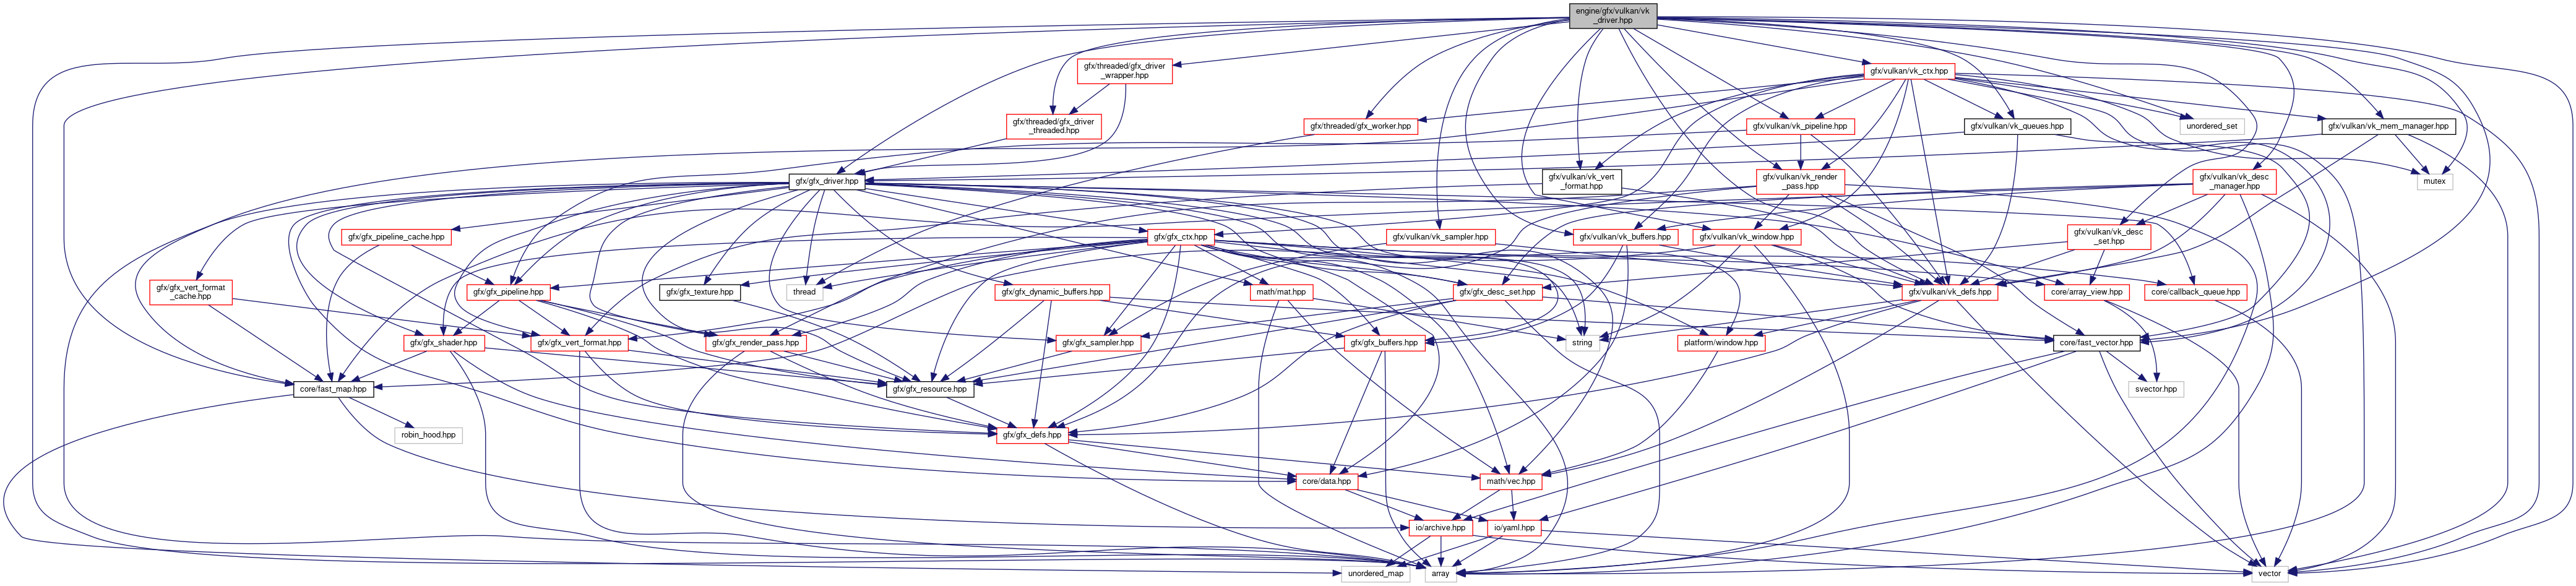 engine/gfx/vulkan/vk
_driver.hpp
gfx/threaded/gfx_driver
_wrapper.hpp
gfx/vulkan/vk_ctx.hpp
gfx/threaded/gfx_driver
_threaded.hpp
gfx/threaded/gfx_worker.hpp
gfx/vulkan/vk_pipeline.hpp
gfx/vulkan/vk_queues.hpp
unordered_set
gfx/vulkan/vk_mem_manager.hpp
gfx/gfx_driver.hpp
gfx/vulkan/vk_vert
_format.hpp
gfx/vulkan/vk_render
_pass.hpp
gfx/vulkan/vk_desc
_manager.hpp
mutex
gfx/gfx_pipeline_cache.hpp
gfx/gfx_ctx.hpp
gfx/vulkan/vk_sampler.hpp
gfx/vulkan/vk_buffers.hpp
gfx/vulkan/vk_window.hpp
gfx/vulkan/vk_desc
_set.hpp
gfx/gfx_vert_format
_cache.hpp
gfx/gfx_pipeline.hpp
gfx/gfx_texture.hpp
thread
gfx/gfx_dynamic_buffers.hpp
math/mat.hpp
gfx/gfx_desc_set.hpp
gfx/vulkan/vk_defs.hpp
core/array_view.hpp
core/callback_queue.hpp
gfx/gfx_shader.hpp
gfx/gfx_vert_format.hpp
gfx/gfx_render_pass.hpp
gfx/gfx_sampler.hpp
gfx/gfx_buffers.hpp
string
platform/window.hpp
core/fast_vector.hpp
core/fast_map.hpp
gfx/gfx_resource.hpp
svector.hpp
robin_hood.hpp
gfx/gfx_defs.hpp
core/data.hpp
math/vec.hpp
io/archive.hpp
io/yaml.hpp
unordered_map
array
vector